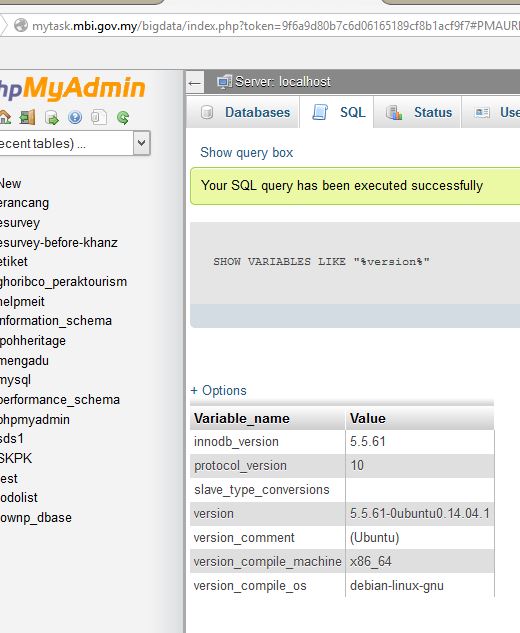 mytask.mbi.gov.my/bigdata/index.php?token=9f6a9d80b7c6d06165189cf8b1acf9f7#PMAURL
hpMyAdmin
ecent tables) ...
New
erancang
esurvey
esurvey-before-khanz
etiket
ghoribco_peraktourism
helpmeit
information_schema
pohheritage
mengadu
mysql
performance_schema
phpmyadmin
sds1
SKPK
est
odolist
ownp_dbase
Server: localhost
Databases
SQL
Status
Use
Show query box
Your SQL query has been executed successfully
SHOW VARIABLES LIKE "%version%"
+ Options
Variable_name Value
innodb_version 5.5.61
protocol_version 10
slave_type_conversions
version 5.5.61-0ubuntu0.14.04.1
version_comment (Ubuntu)
version_compile_machine x86_64
version_compile_os debian-linux-gnu